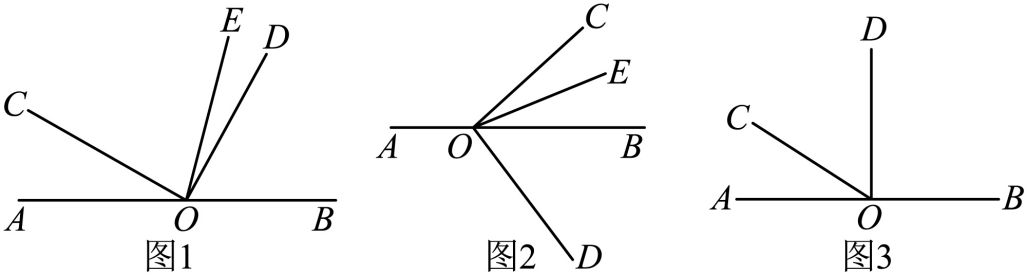 E D C A O B
图1
C E A O B D
图2
D C A O B
图3